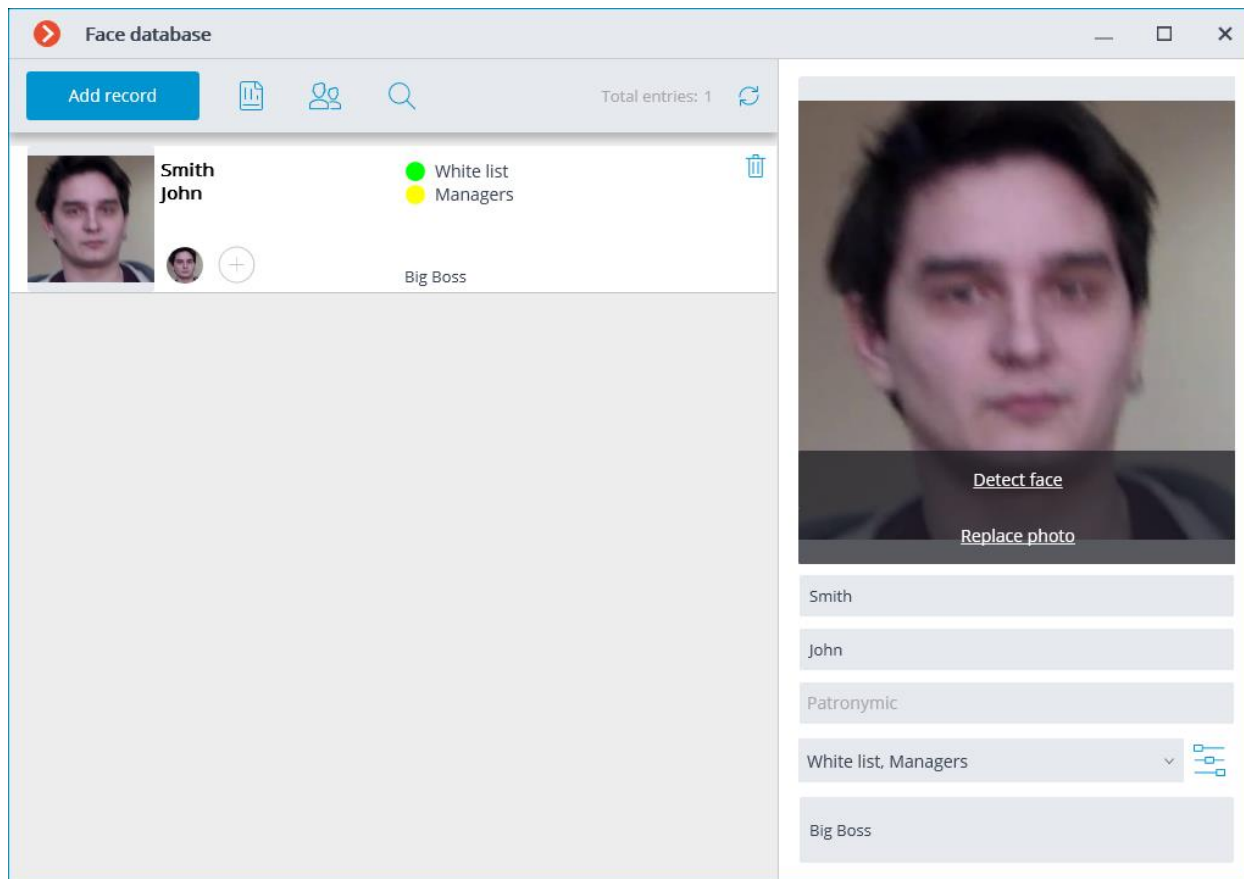 Face database
Add record
Total entries: 1
Smith
John
White list
Managers
Big Boss
Detect face
Replace photo
Smith
John
Patronymic
White list, Managers
Big Boss